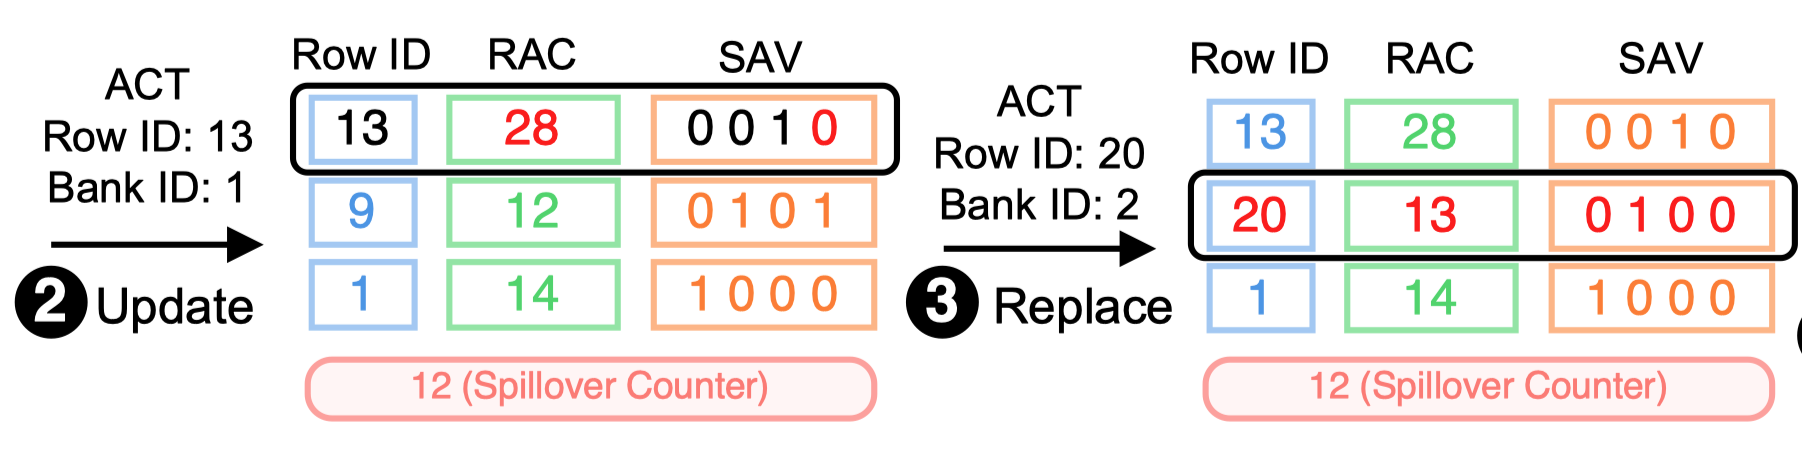 ACT
Row ID: 13
Bank ID: 1
2 Update
Row ID RAC SAV
13 28 0 0 1 0
9 12 0 1 0 1
1 14 1 0 0 0
12 (Spillover Counter)
ACT
Row ID: 20
Bank ID: 2
3 Replace
Row ID RAC SAV
13 28 0 0 1 0
20 13 0 1 0 0
1 14 1 0 0 0
12 (Spillover Counter)